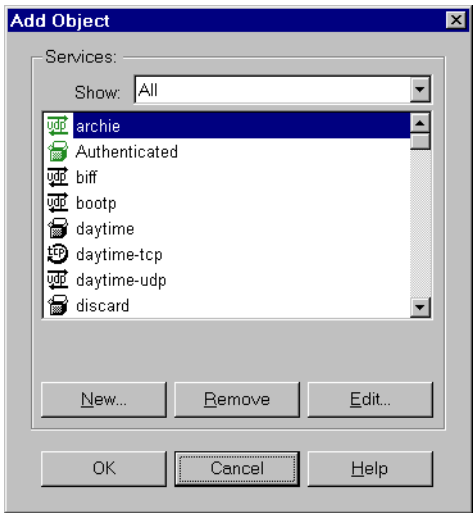 Add Object
Services:
Show: All
udp archie
Authenticated
udp biff
udp bootp
daytime
tcp daytime-tcp
udp daytime-udp
discard
New... Remove Edit...
OK Cancel Help